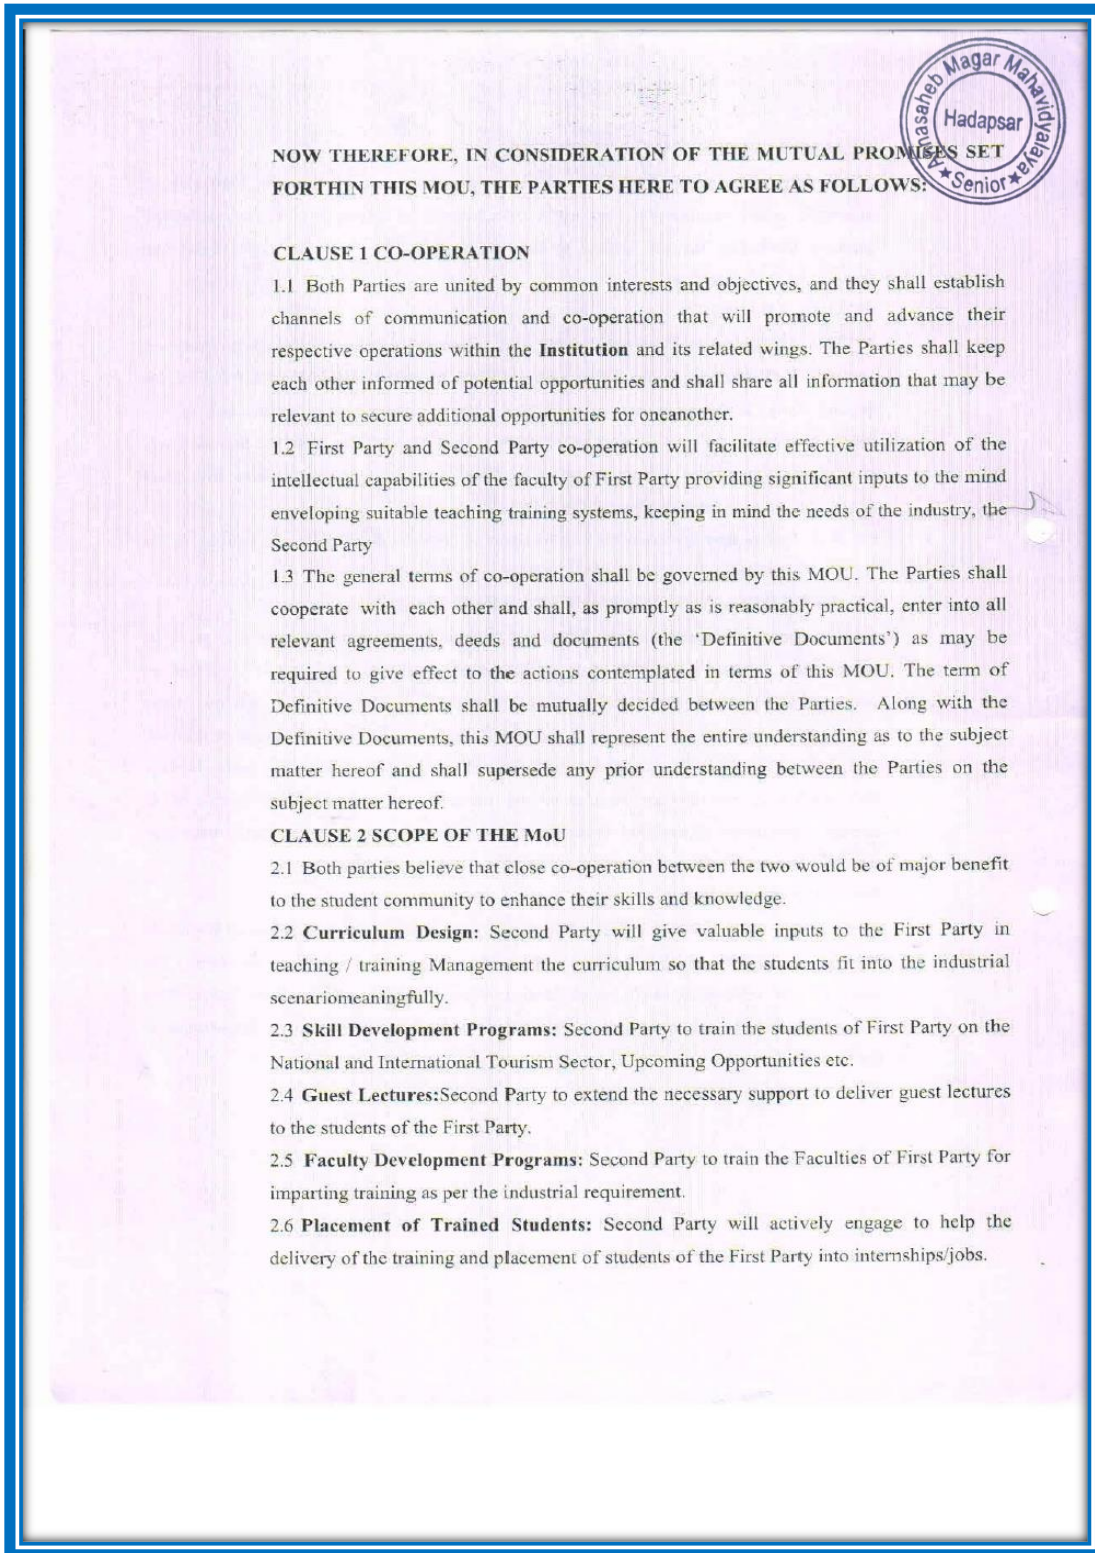 Annasaheb Magar Mahavidyalaya
Hadapsar
★ Senior ★
NOW THEREFORE, IN CONSIDERATION OF THE MUTUAL PROMISES SET
FORTHIN THIS MOU, THE PARTIES HERE TO AGREE AS FOLLOWS:
CLAUSE 1 CO-OPERATION
1.1 Both Parties are united by common interests and objectives, and they shall establish
channels of communication and co-operation that will promote and advance their
respective operations within the Institution and its related wings. The Parties shall keep
each other informed of potential opportunities and shall share all information that may be
relevant to secure additional opportunities for oneanother.
1.2 First Party and Second Party co-operation will facilitate effective utilization of the
intellectual capabilities of the faculty of First Party providing significant inputs to the mind
enveloping suitable teaching training systems, keeping in mind the needs of the industry, the
Second Party
1.3 The general terms of co-operation shall be governed by this MOU. The Parties shall
cooperate with each other and shall, as promptly as is reasonably practical, enter into all
relevant agreements, deeds and documents (the ‘Definitive Documents’) as may be
required to give effect to the actions contemplated in terms of this MOU. The term of
Definitive Documents shall be mutually decided between the Parties. Along with the
Definitive Documents, this MOU shall represent the entire understanding as to the subject
matter hereof and shall supersede any prior understanding between the Parties on the
subject matter hereof.
CLAUSE 2 SCOPE OF THE MoU
2.1 Both parties believe that close co-operation between the two would be of major benefit
to the student community to enhance their skills and knowledge.
2.2 Curriculum Design: Second Party will give valuable inputs to the First Party in
teaching / training Management the curriculum so that the students fit into the industrial
scenariomeaningfully.
2.3 Skill Development Programs: Second Party to train the students of First Party on the
National and International Tourism Sector, Upcoming Opportunities etc.
2.4 Guest Lectures:Second Party to extend the necessary support to deliver guest lectures
to the students of the First Party.
2.5 Faculty Development Programs: Second Party to train the Faculties of First Party for
imparting training as per the industrial requirement.
2.6 Placement of Trained Students: Second Party will actively engage to help the
delivery of the training and placement of students of the First Party into internships/jobs.